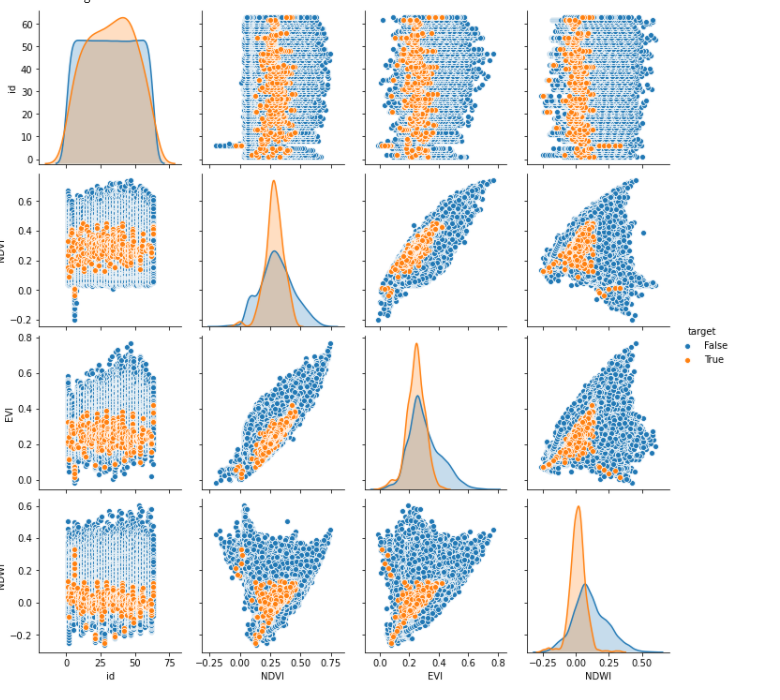 60
50
40
30
20
10
0
id
0.6
0.4
0.2
0.0
−0.2
NDVI
target
False
True
0.8
0.6
0.4
0.2
0.0
EVI
0.6
0.4
0.2
0.0
−0.2
NDWI
0 25 50 75
−0.25 0.00 0.25 0.50 0.75
0.0 0.2 0.4 0.6 0.8
−0.25 0.00 0.25 0.50
id NDVI EVI NDWI